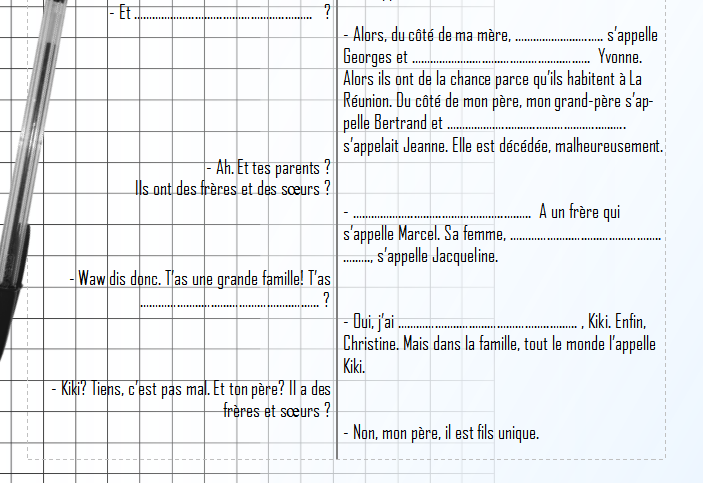 - Et ........................................................ ?
- Alors, du côté de ma mère, ............................ s'appelle
Georges et ........................................................ Yvonne.
Alors ils ont de la chance parce qu'ils habitent à La
Réunion. Du côté de mon père, mon grand-père s'ap-
pelle Bertrand et ........................................................
s'appelait Jeanne. Elle est décédée, malheureusement.
- Ah. Et tes parents ?
Ils ont des frères et des sœurs ?
- ........................................................ A un frère qui
s'appelle Marcel. Sa femme, ...............................................
........., s'appelle Jacqueline.
- Waw dis donc. T'as une grande famille! T'as
........................................................ ?
- Oui, j'ai ........................................................ , Kiki. Enfin,
Christine. Mais dans la famille, tout le monde l'appelle
Kiki.
- Kiki? Tiens, c'est pas mal. Et ton père? Il a des
frères et sœurs ?
- Non, mon père, il est fils unique.